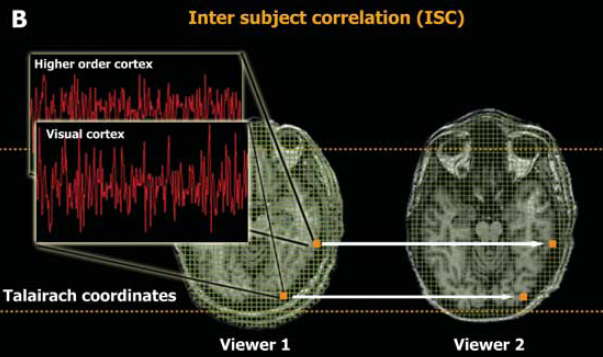 B
Inter subject correlation (ISC)
Higher order cortex
Visual cortex
Talairach coordinates
Viewer 1
Viewer 2